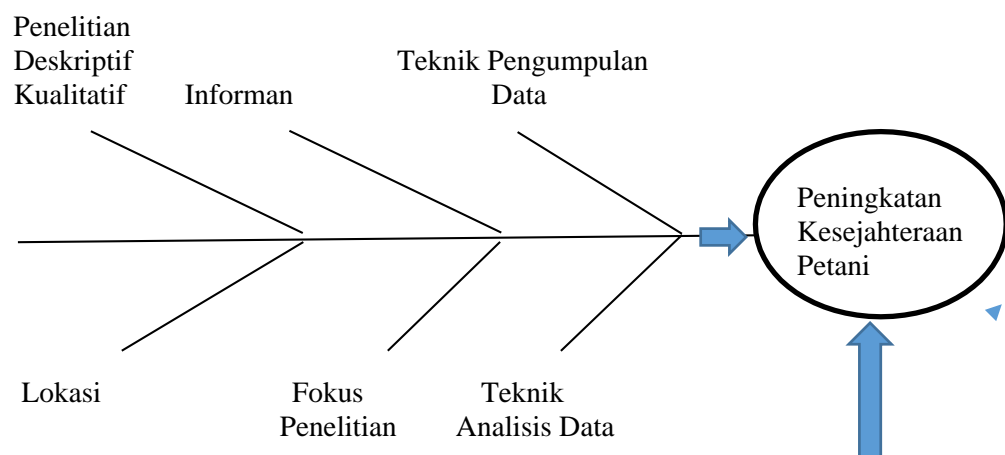 Penelitian
Deskriptif
Kualitatif
Informan
Teknik Pengumpulan
Data
Peningkatan
Kesejahteraan
Petani
Lokasi
Fokus
Penelitian
Teknik
Analisis Data